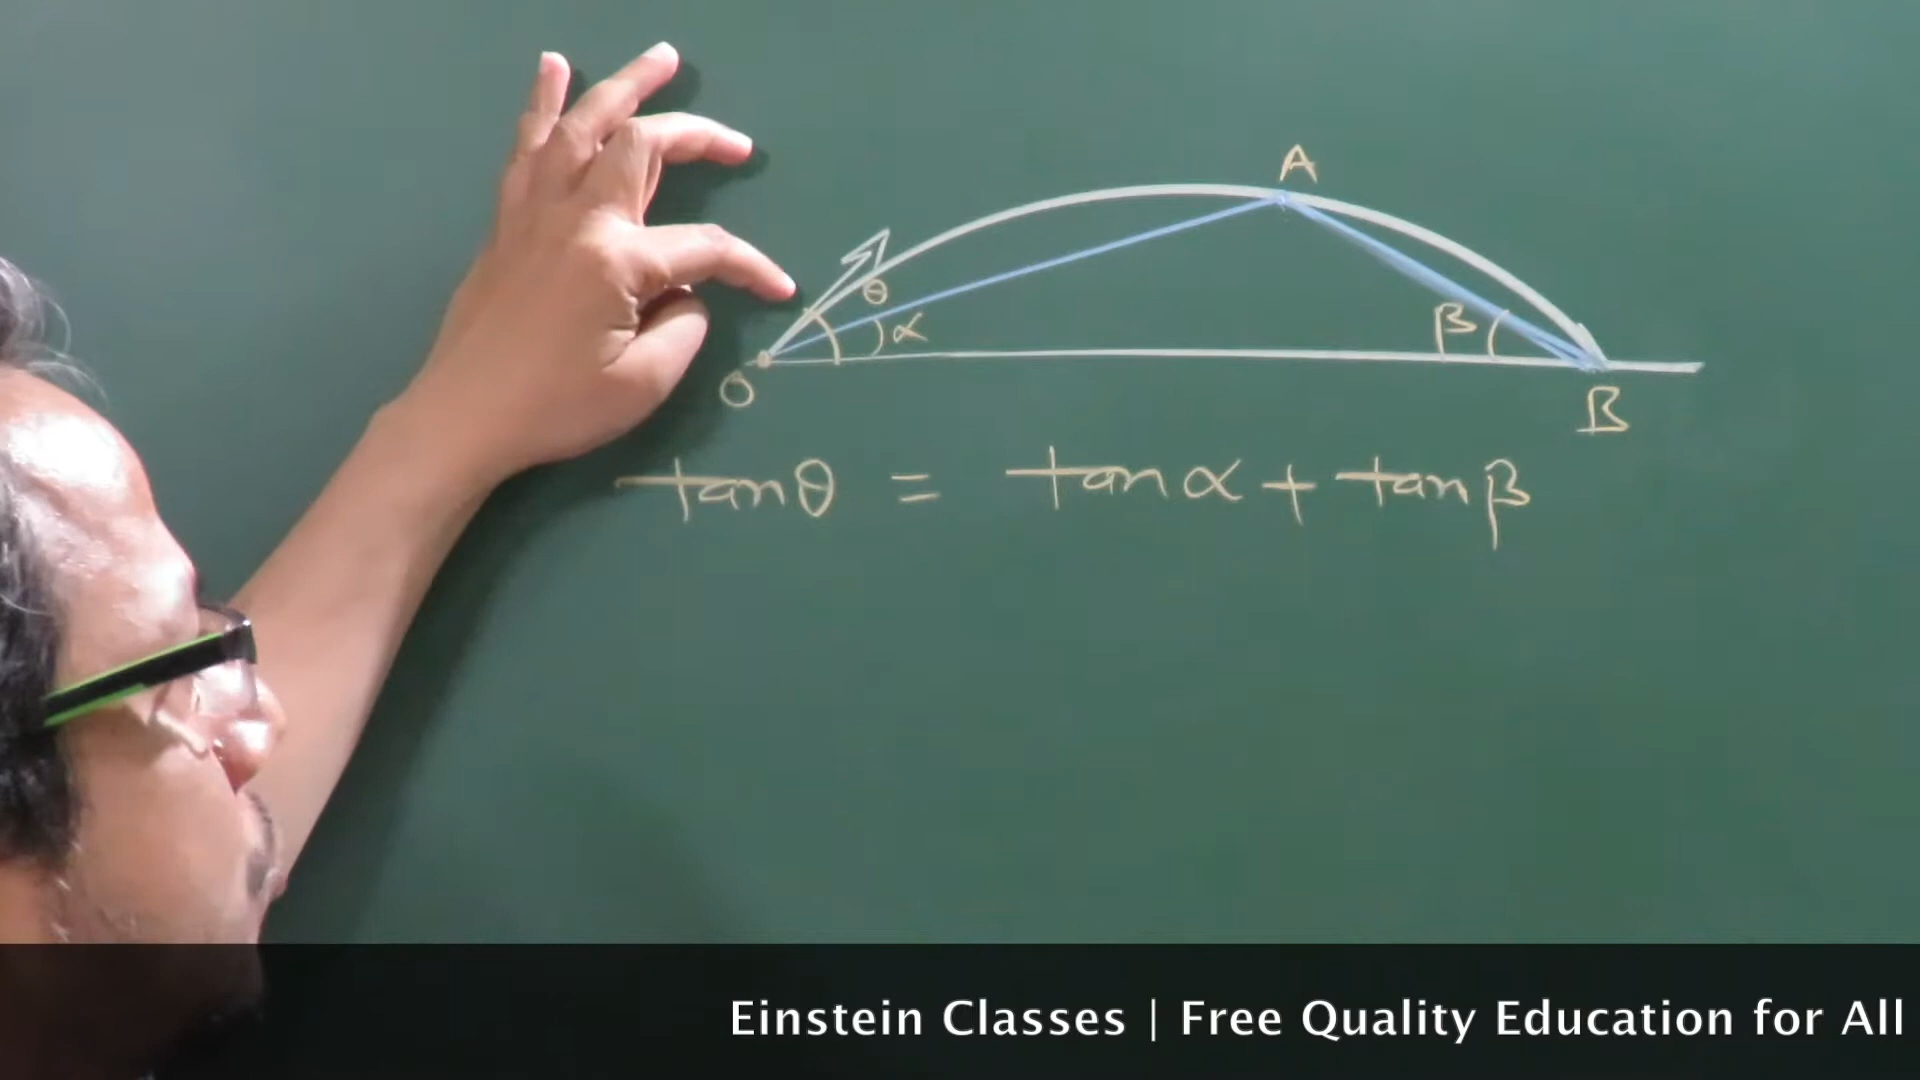 A
θ
α
β
O
B
tanθ = tanα + tanβ
Einstein Classes | Free Quality Education for All